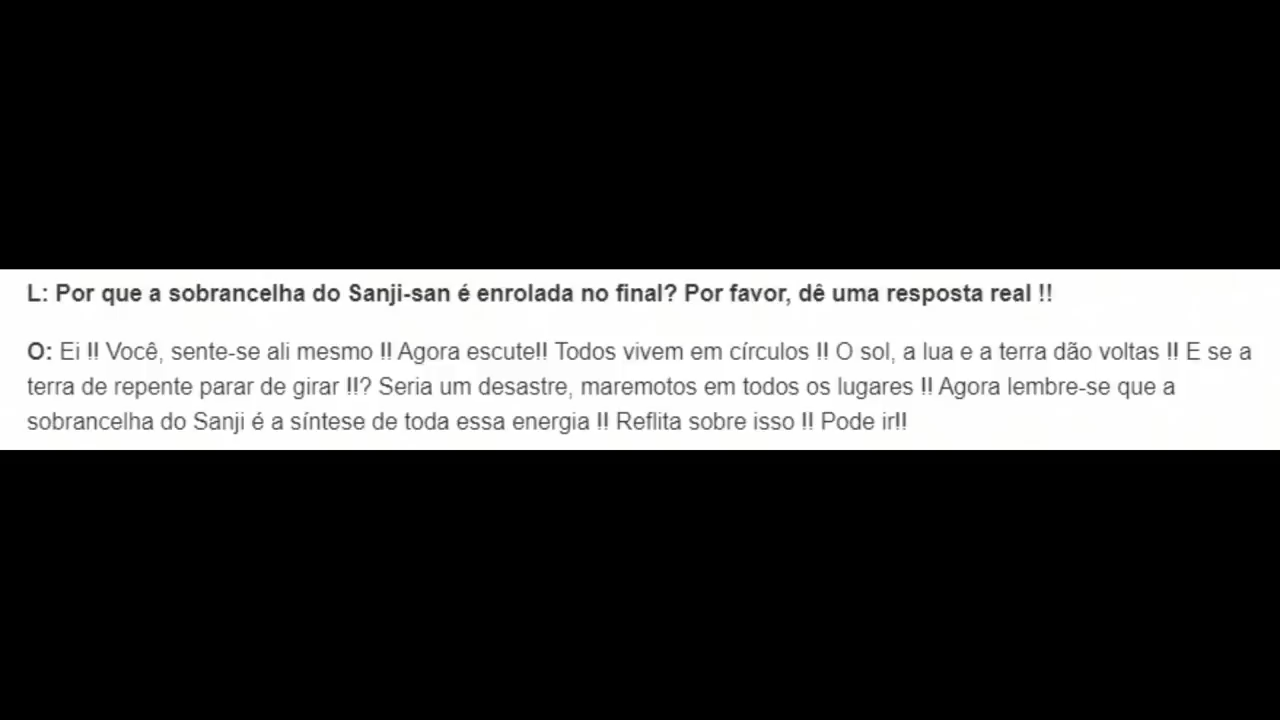 L: Por que a sobrancelha do Sanji-san é enrolada no final? Por favor, dê uma resposta real !!
O: Ei !! Você, sente-se ali mesmo !! Agora escute!! Todos vivem em círculos !! O sol, a lua e a terra dão voltas !! E se a
terra de repente parar de girar !!? Seria um desastre, maremotos em todos os lugares !! Agora lembre-se que a
sobrancelha do Sanji é a síntese de toda essa energia !! Reflita sobre isso !! Pode ir!!